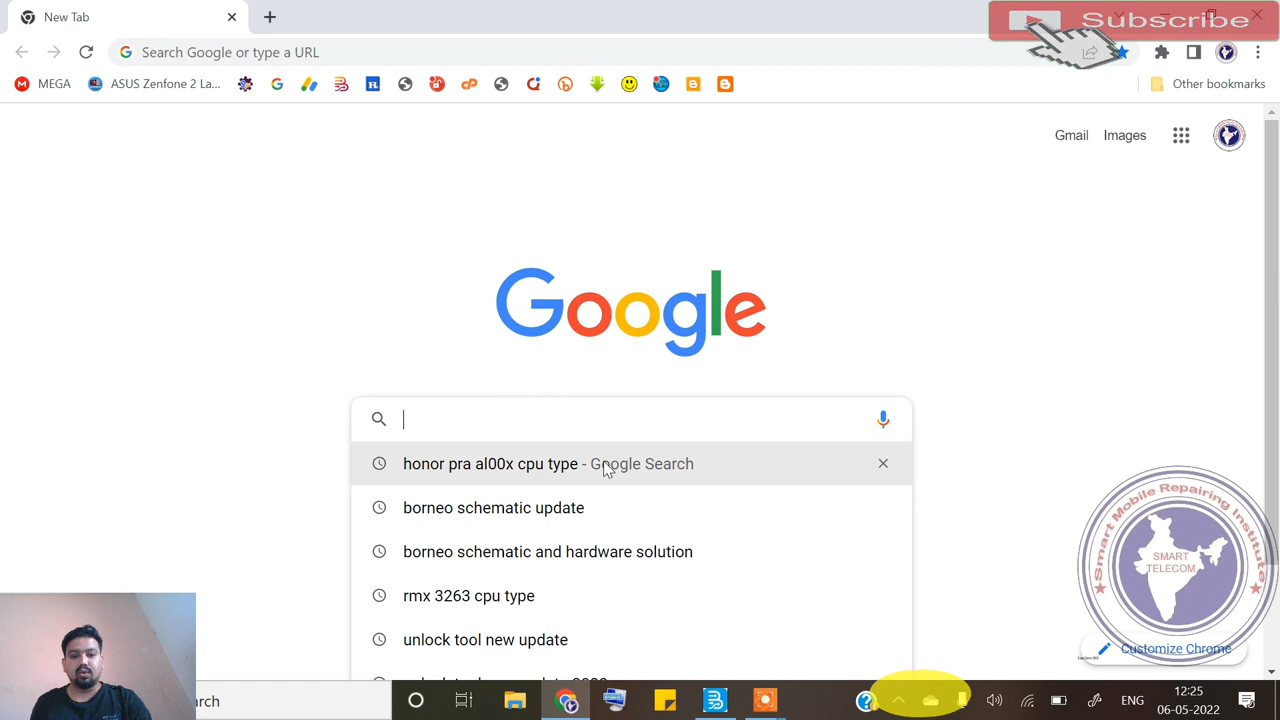 New Tab
Subscribe
Search Google or type a URL
MEGA
ASUS Zenfone 2 La...
Other bookmarks
Gmail
Images
Google
honor pra al00x cpu type - Google Search
borneo schematic update
borneo schematic and hardware solution
rmx 3263 cpu type
unlock tool new update
Smart Mobile Repairing Institute
SMART
TELECOM
Customize Chrome
rch
ENG
12:25
06-05-2022